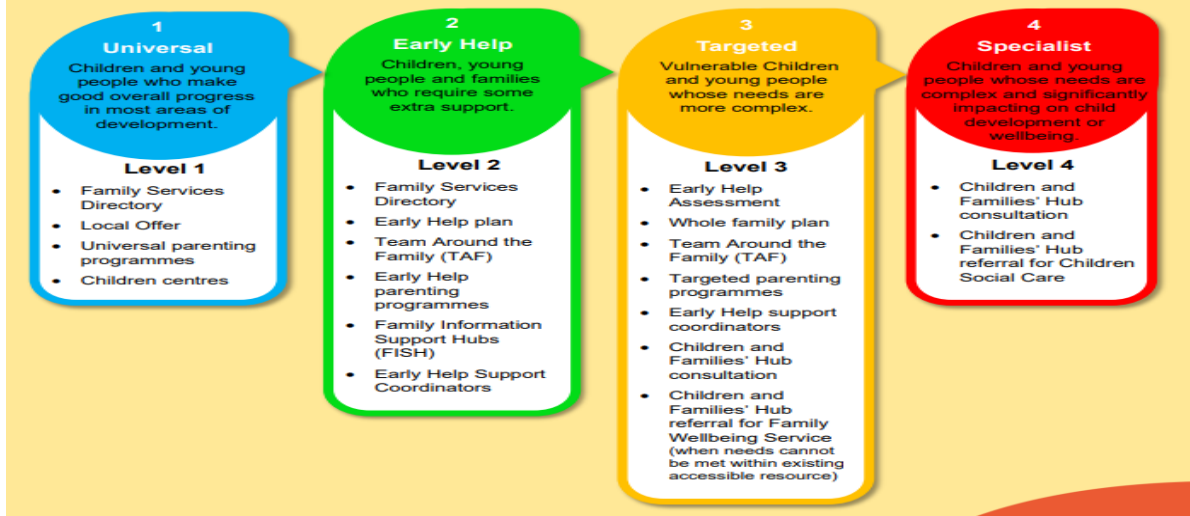 1
Universal
Children and young
people who make
good overall progress
in most areas of
development.
Level 1
• Family Services
Directory
• Local Offer
• Universal parenting
programmes
• Children centres
2
Early Help
Children, young
people and families
who require some
extra support.
Level 2
• Family Services
Directory
• Early Help plan
• Team Around the
Family (TAF)
• Early Help
parenting
programmes
• Family Information
Support Hubs
(FISH)
• Early Help Support
Coordinators
3
Targeted
Vulnerable Children
and young people
whose needs are
more complex.
Level 3
• Early Help
Assessment
• Whole family plan
• Team Around the
Family (TAF)
• Targeted parenting
programmes
• Early Help support
coordinators
• Children and
Families' Hub
consultation
• Children and
Families' Hub
referral for Family
Wellbeing Service
(when needs cannot
be met within existing
accessible resource)
4
Specialist
Children and young
people whose needs are
complex and significantly
impacting on child
development or
wellbeing.
Level 4
• Children and
Families' Hub
consultation
• Children and
Families' Hub
referral for Children
Social Care